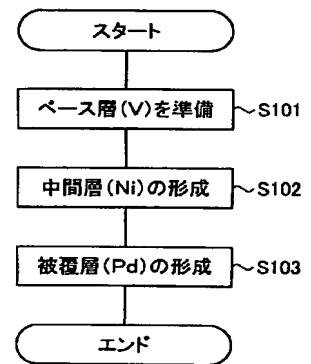 スタート
ベース層(V)を準備 S101
中間層(Ni)の形成 S102
被覆層(Pd)の形成 S103
エンド